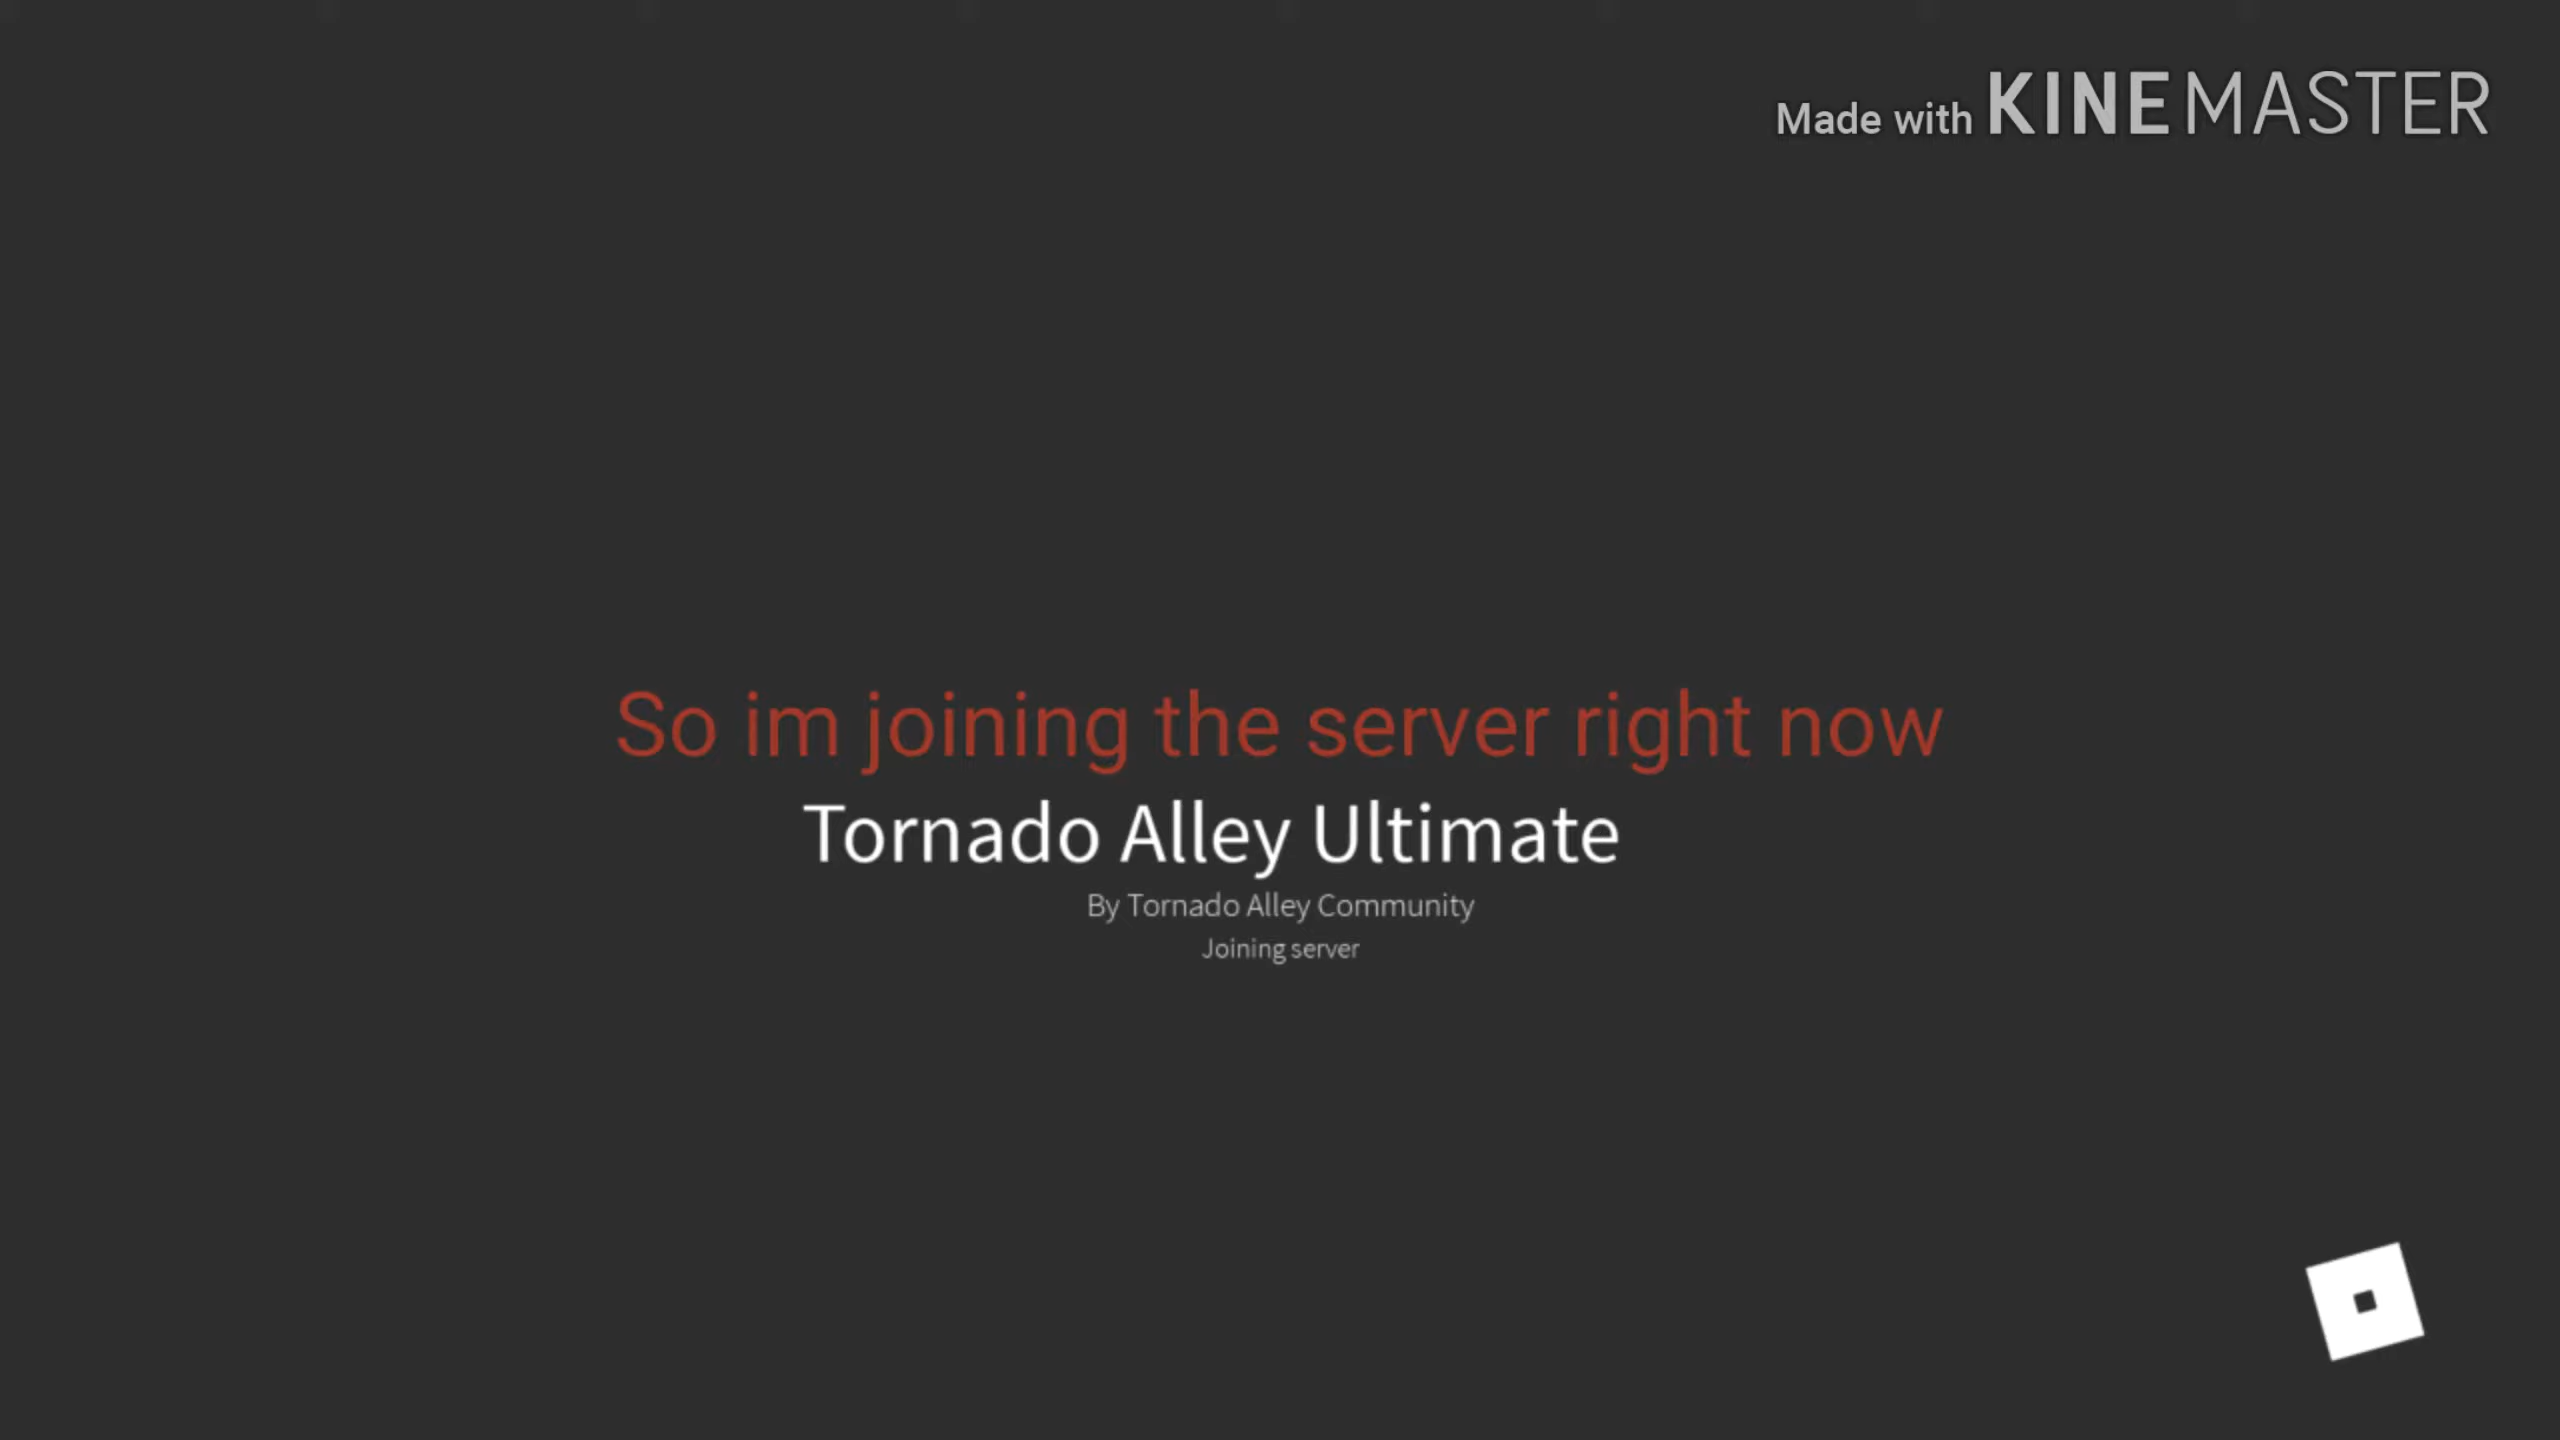 Made with KINEMASTER
So im joining the server right now
Tornado Alley Ultimate
By Tornado Alley Community
Joining server